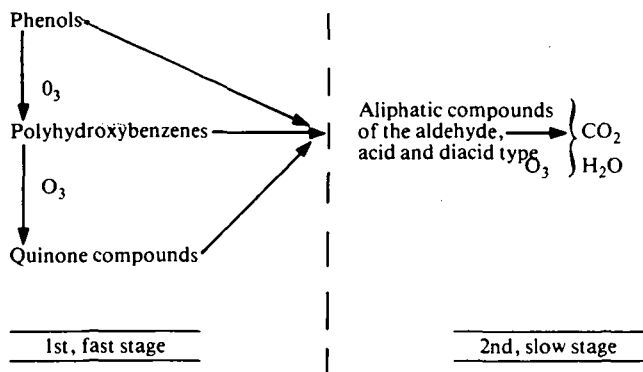 Phenols
O₃
Polyhydroxybenzenes
O₃
Quinone compounds
Aliphatic compounds
of the aldehyde,
acid and diacid type
O₃
CO₂
H₂O
1st, fast stage
2nd, slow stage